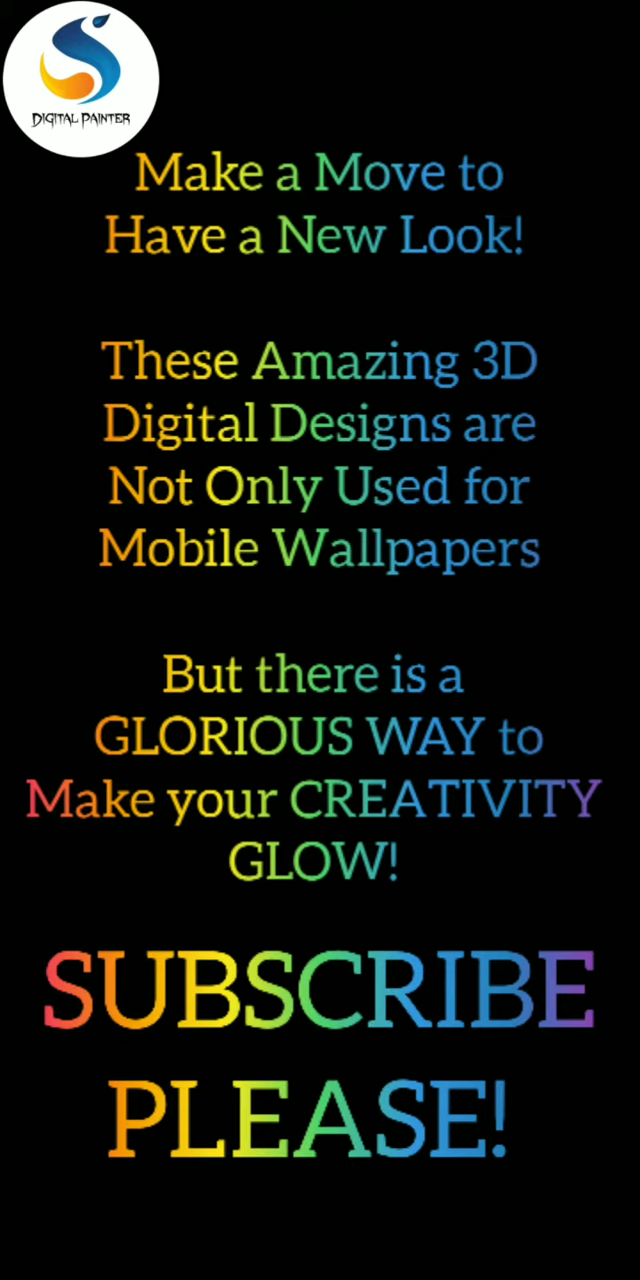 DIGITAL PAINTER
Make a Move to
Have a New Look!
These Amazing 3D
Digital Designs are
Not Only Used for
Mobile Wallpapers
But there is a
GLORIOUS WAY to
Make your CREATIVITY
GLOW!
SUBSCRIBE
PLEASE!